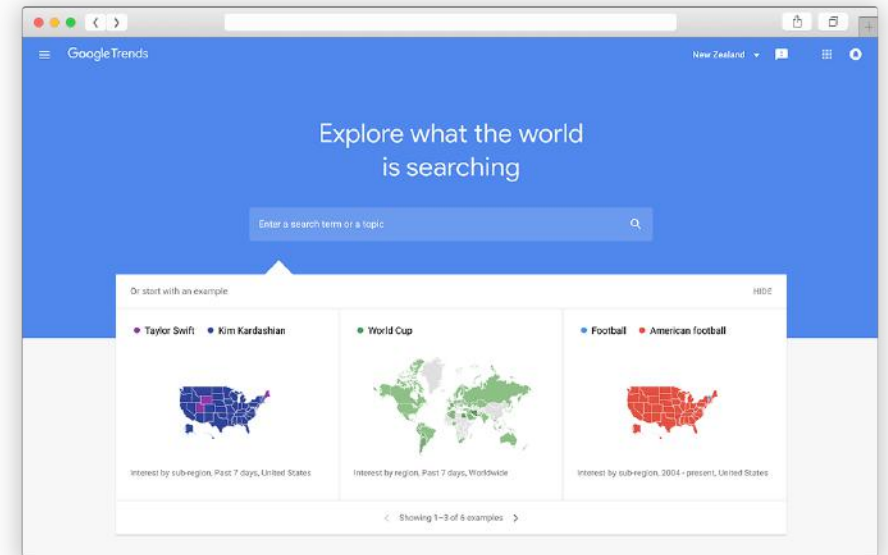 GoogleTrends
New Zealand
Explore what the world
is searching
Enter a search term or a topic
Or start with an example
HIDE
Taylor Swift Kim Kardashian
World Cup
Football American football
Interest by sub-region, Past 7 days, United States
Interest by region, Past 7 days, Worldwide
Interest by sub-region, 2004 - present, United States
Showing 1–3 of 6 examples